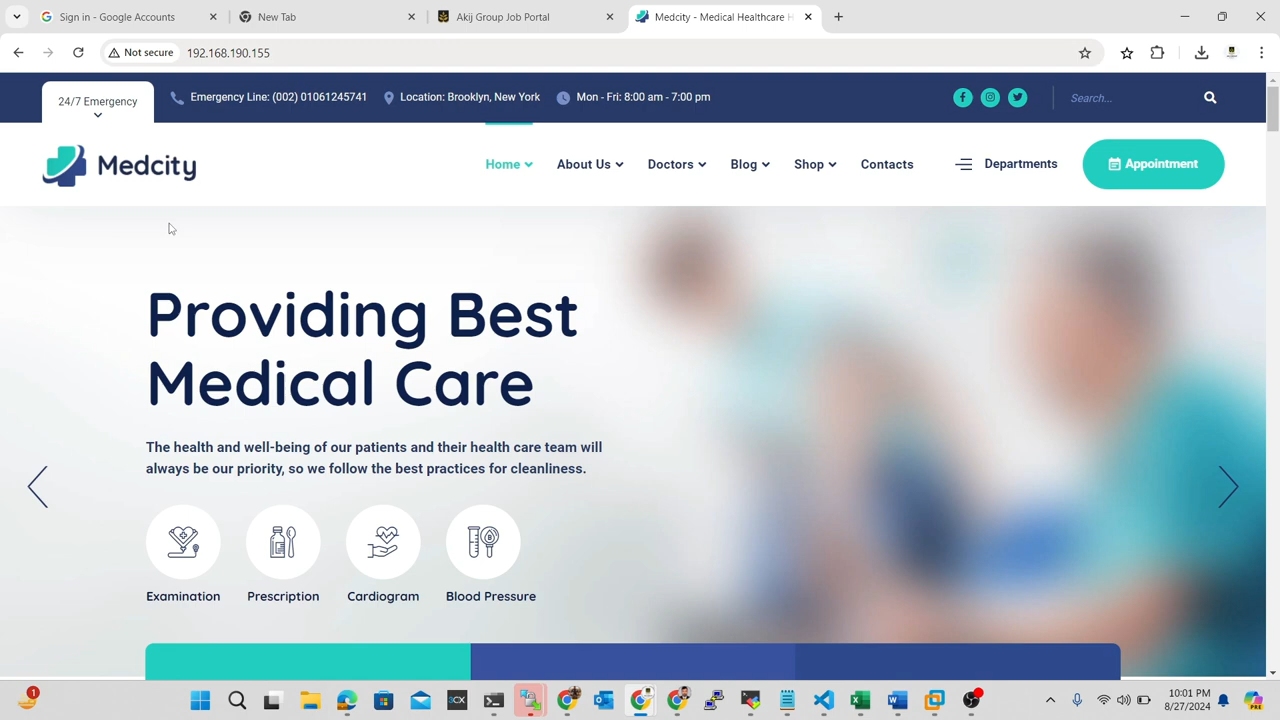 Sign in - Google Accounts
New Tab
Akij Group Job Portal
Medcity - Medical Healthcare H
Not secure
192.168.190.155
24/7 Emergency
Emergency Line: (002) 01061245741
Location: Brooklyn, New York
Mon - Fri: 8:00 am - 7:00 pm
Search...
Medcity
Home
About Us
Doctors
Blog
Shop
Contacts
Departments
Appointment
Providing Best
Medical Care
The health and well-being of our patients and their health care team will
always be our priority, so we follow the best practices for cleanliness.
Examination
Prescription
Cardiogram
Blood Pressure
1
10:01 PM
8/27/2024